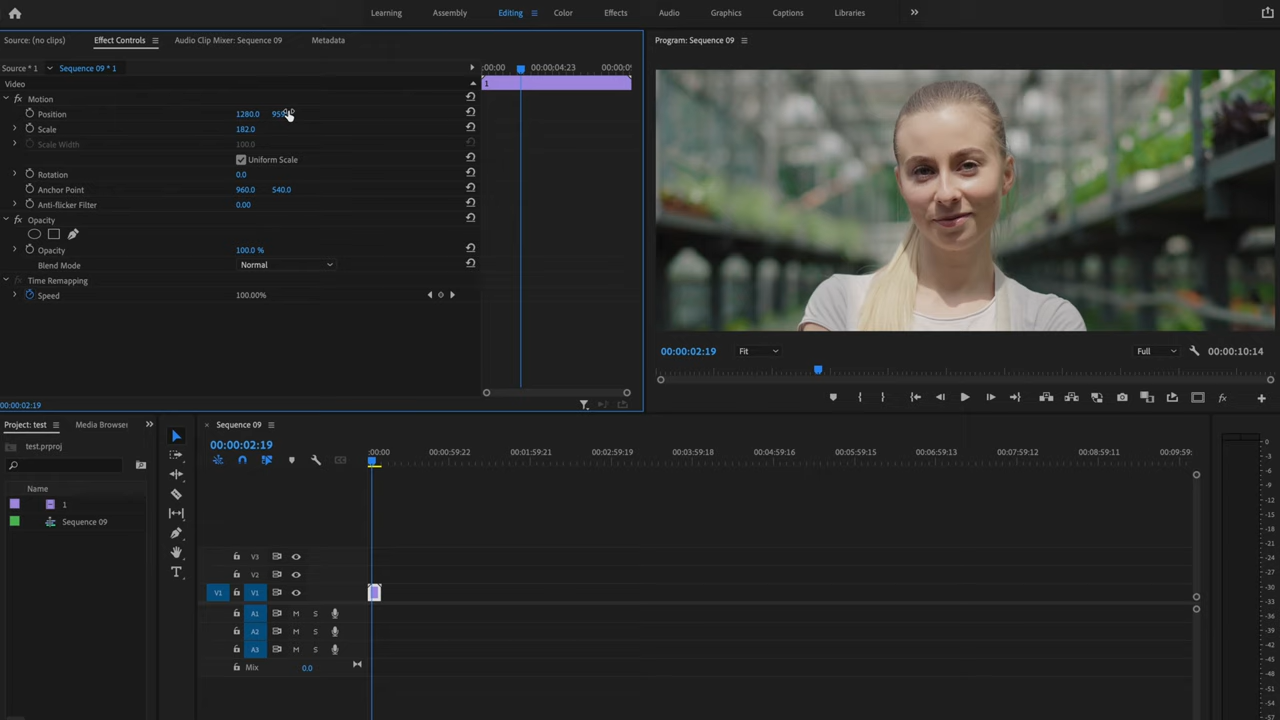 Learning Assembly Editing Color Effects Audio Graphics Captions Libraries
Source: (no clips) Effect Controls Audio Clip Mixer: Sequence 09 Metadata
Source * 1 Sequence 09 * 1
:00:00 00:00:04:23
1
Video
fx Motion
Position 1280.0
Scale 182.0
Scale Width 100.0
Uniform Scale
Rotation 0.0
Anchor Point 960.0 540.0
Anti-flicker Filter 0.00
fx Opacity
Opacity 100.0 %
Blend Mode Normal
fx Time Remapping
Speed 100.00%
00:00:02:19
Program: Sequence 09
00:00:02:19 Fit Full 00:00:10:14
fx
Project: test Media Browser
test.prproj
Name
1
Sequence 09
Sequence 09
00:00:02:19
:00:00 00:00:59:22 00:01:59:21 00:02:59:19 00:03:59:18 00:04:59:16 00:05:59:15 00:06:59:13 00:07:59:12 00:08:59:11 00:09:59:
V3
V2
V1 V1
A1 M S
A2 M S
A3 M S
Mix 0.0
0
-3
-6